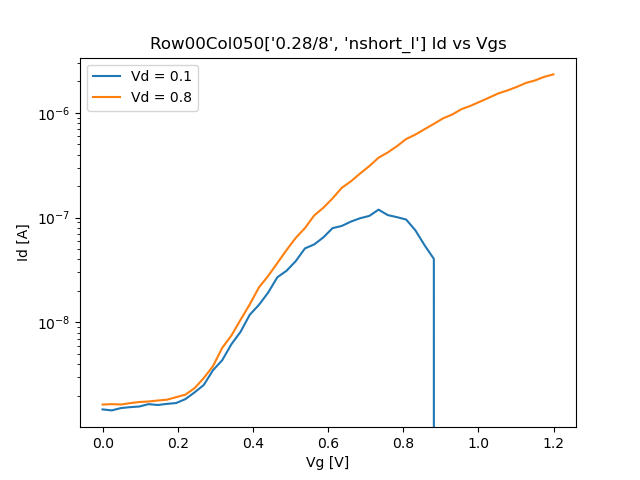 Row00Col050['0.28/8', 'nshort_l'] Id vs Vgs
Vd = 0.1
Vd = 0.8
10⁻⁶
10⁻⁷
10⁻⁸
Id [A]
0.0 0.2 0.4 0.6 0.8 1.0 1.2
Vg [V]